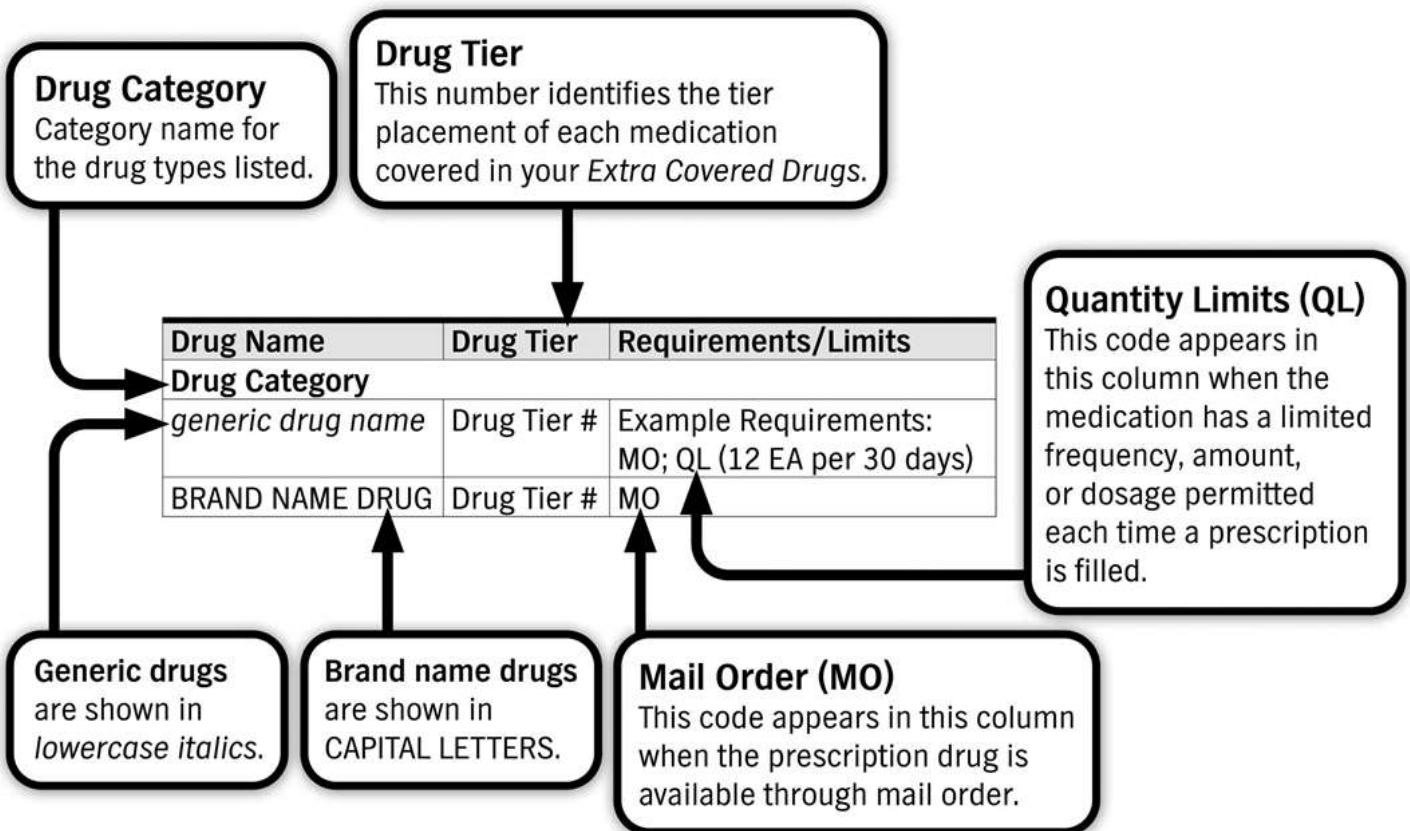 Drug Category
Category name for
the drug types listed.
Drug Tier
This number identifies the tier
placement of each medication
covered in your Extra Covered Drugs.
Drug Name Drug Tier Requirements/Limits
Drug Category
generic drug name Drug Tier # Example Requirements:
MO; QL (12 EA per 30 days)
BRAND NAME DRUG Drug Tier # MO
Quantity Limits (QL)
This code appears in
this column when the
medication has a limited
frequency, amount,
or dosage permitted
each time a prescription
is filled.
Generic drugs
are shown in
lowercase italics.
Brand name drugs
are shown in
CAPITAL LETTERS.
Mail Order (MO)
This code appears in this column
when the prescription drug is
available through mail order.